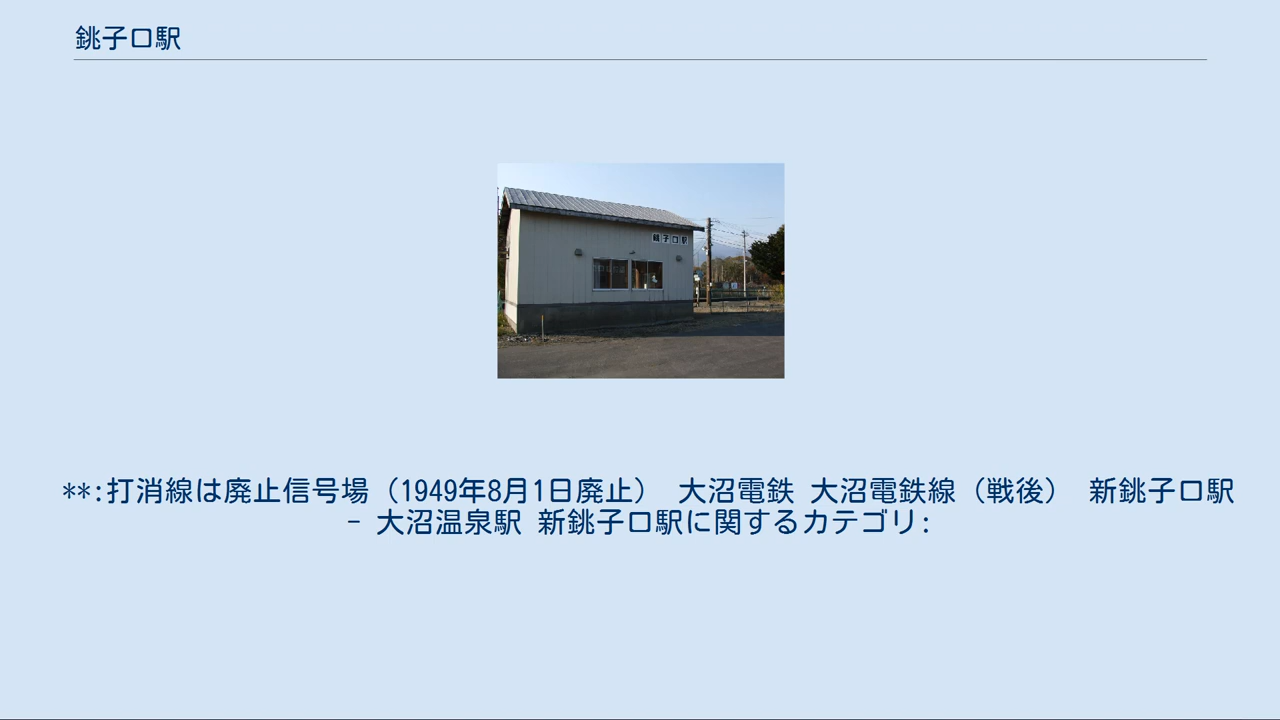 銚子口駅
銚子口駅
**:打消線は廃止信号場（1949年8月1日廃止） 大沼電鉄 大沼電鉄線（戦後） 新銚子口駅
- 大沼温泉駅 新銚子口駅に関するカテゴリ: